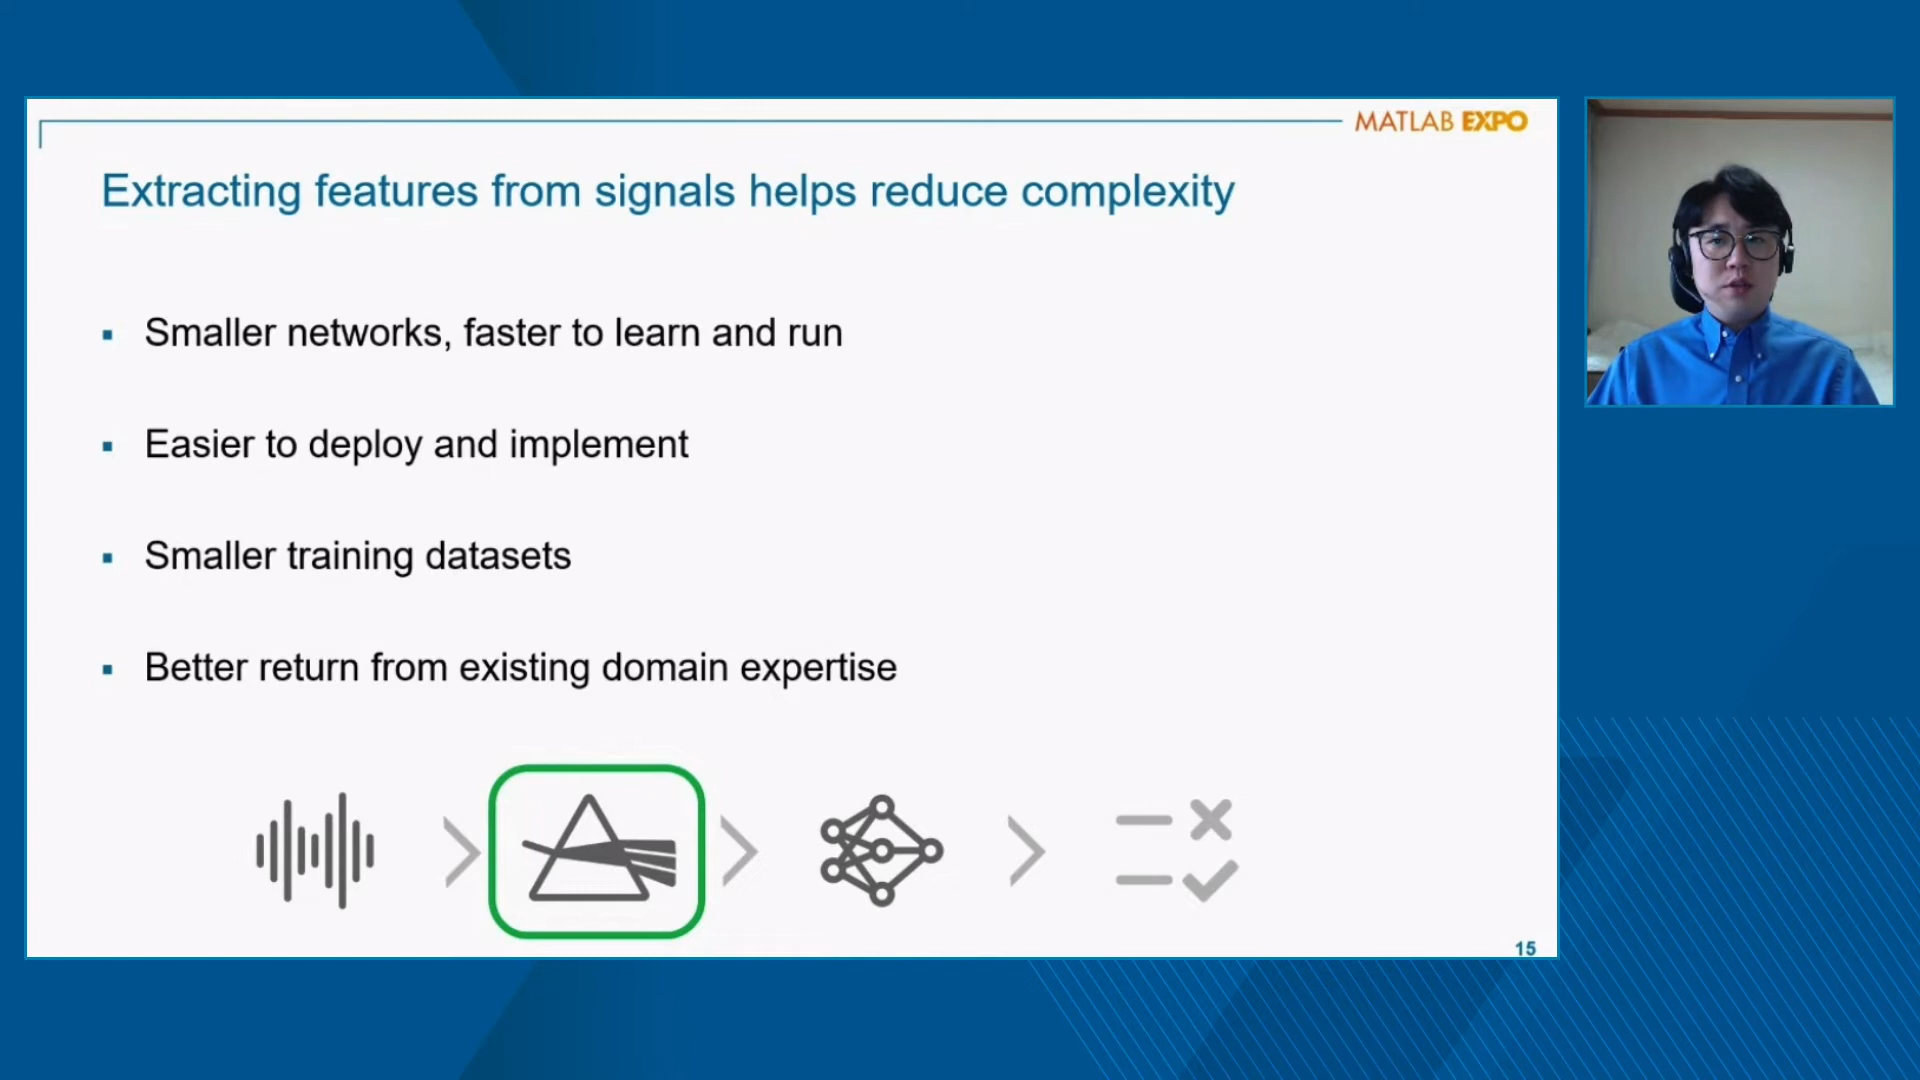 MATLAB EXPO
Extracting features from signals helps reduce complexity
Smaller networks, faster to learn and run
Easier to deploy and implement
Smaller training datasets
Better return from existing domain expertise
15